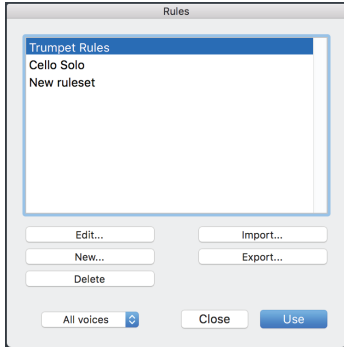 Rules
Trumpet Rules
Cello Solo
New ruleset
Edit...
Import...
New...
Export...
Delete
All voices
Close
Use